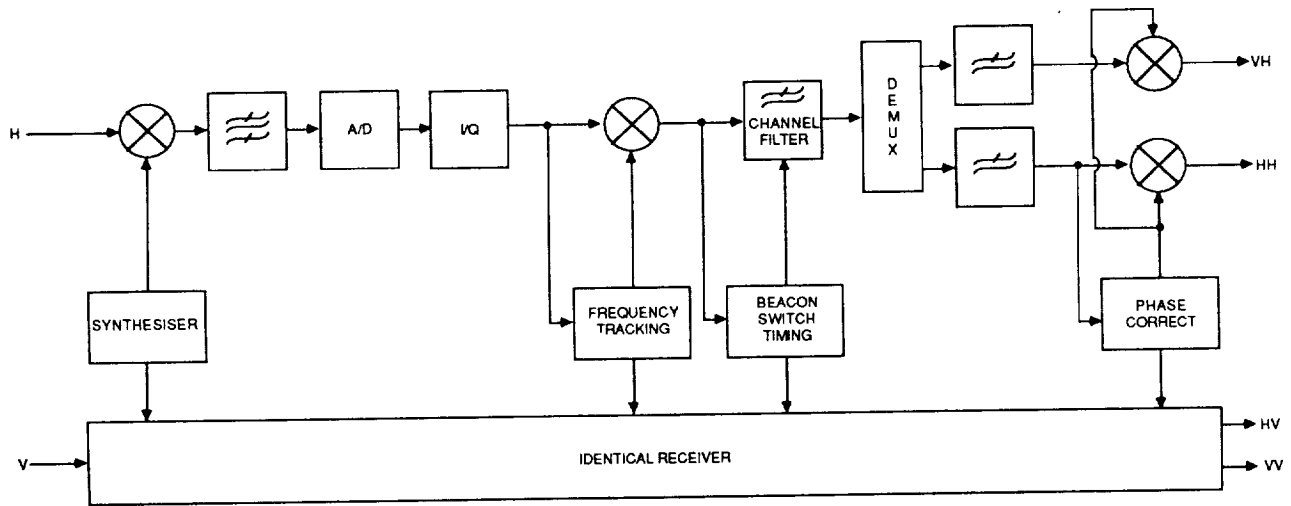 H
A/D
I/Q
CHANNEL
FILTER
D
E
M
U
X
VH
HH
SYNTHESISER
FREQUENCY
TRACKING
BEACON
SWITCH
TIMING
PHASE
CORRECT
V
IDENTICAL RECEIVER
HV
VV